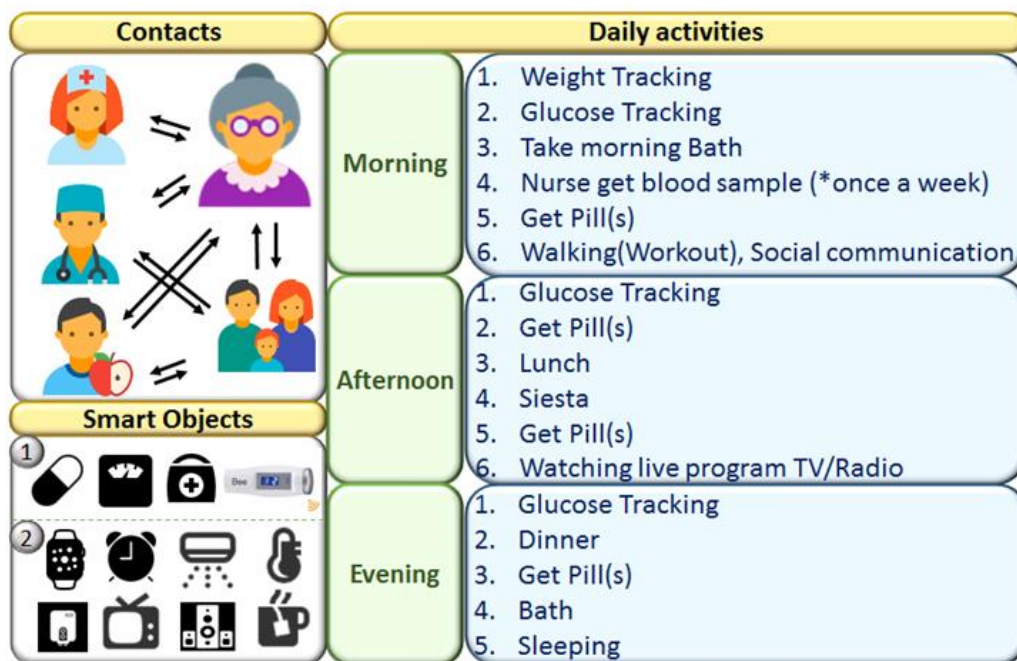 Contacts
Daily activities
Morning
1. Weight Tracking
2. Glucose Tracking
3. Take morning Bath
4. Nurse get blood sample (*once a week)
5. Get Pill(s)
6. Walking(Workout), Social communication
Afternoon
1. Glucose Tracking
2. Get Pill(s)
3. Lunch
4. Siesta
5. Get Pill(s)
6. Watching live program TV/Radio
Evening
1. Glucose Tracking
2. Dinner
3. Get Pill(s)
4. Bath
5. Sleeping
Smart Objects
1
Bee
2